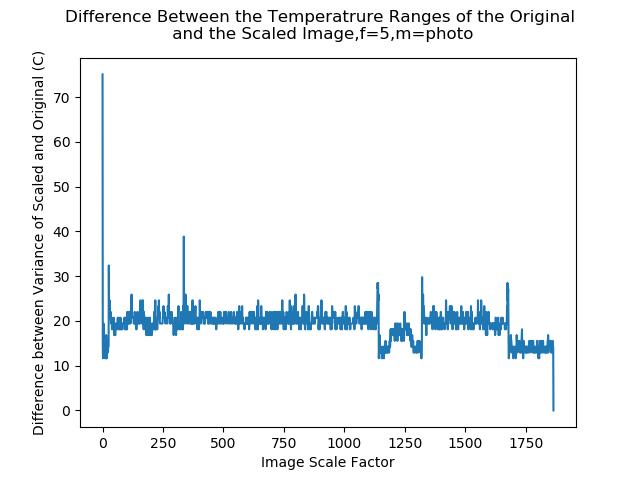 Difference Between the Temperatrure Ranges of the Original
and the Scaled Image,f=5,m=photo
Difference between Variance of Scaled and Original (C)
70
60
50
40
30
20
10
0
0 250 500 750 1000 1250 1500 1750
Image Scale Factor